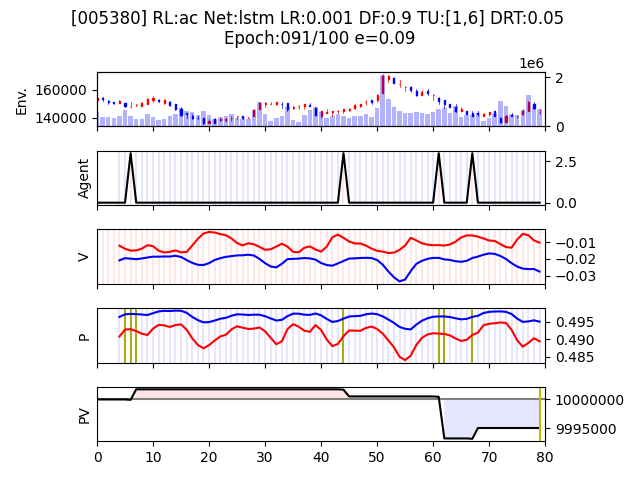 [005380] RL:ac Net:lstm LR:0.001 DF:0.9 TU:[1,6] DRT:0.05
Epoch:091/100 e=0.09
1e6
Env.
160000
140000
2
0
Agent
2.5
0.0
V
−0.01
−0.02
−0.03
P
0.495
0.490
0.485
PV
10000000
9995000
0 10 20 30 40 50 60 70 80